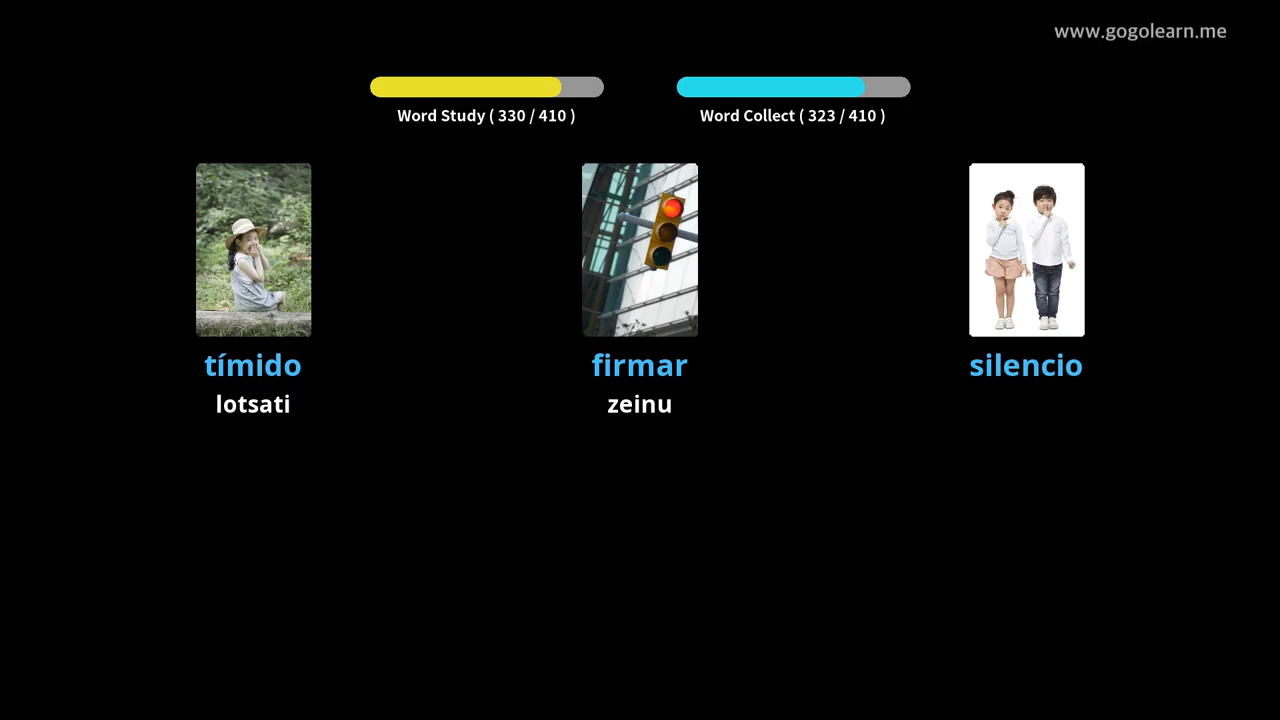 www.gogolearn.me
Word Study ( 330 / 410 )
Word Collect ( 323 / 410 )
tímido
lotsati
firmar
zeinu
silencio